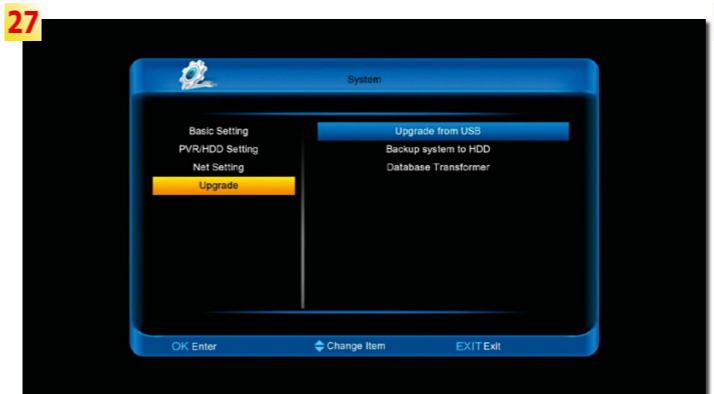 27
System
Basic Setting
PVR/HDD Setting
Net Setting
Upgrade
Upgrade from USB
Backup system to HDD
Database Transformer
OK Enter Change Item EXIT Exit